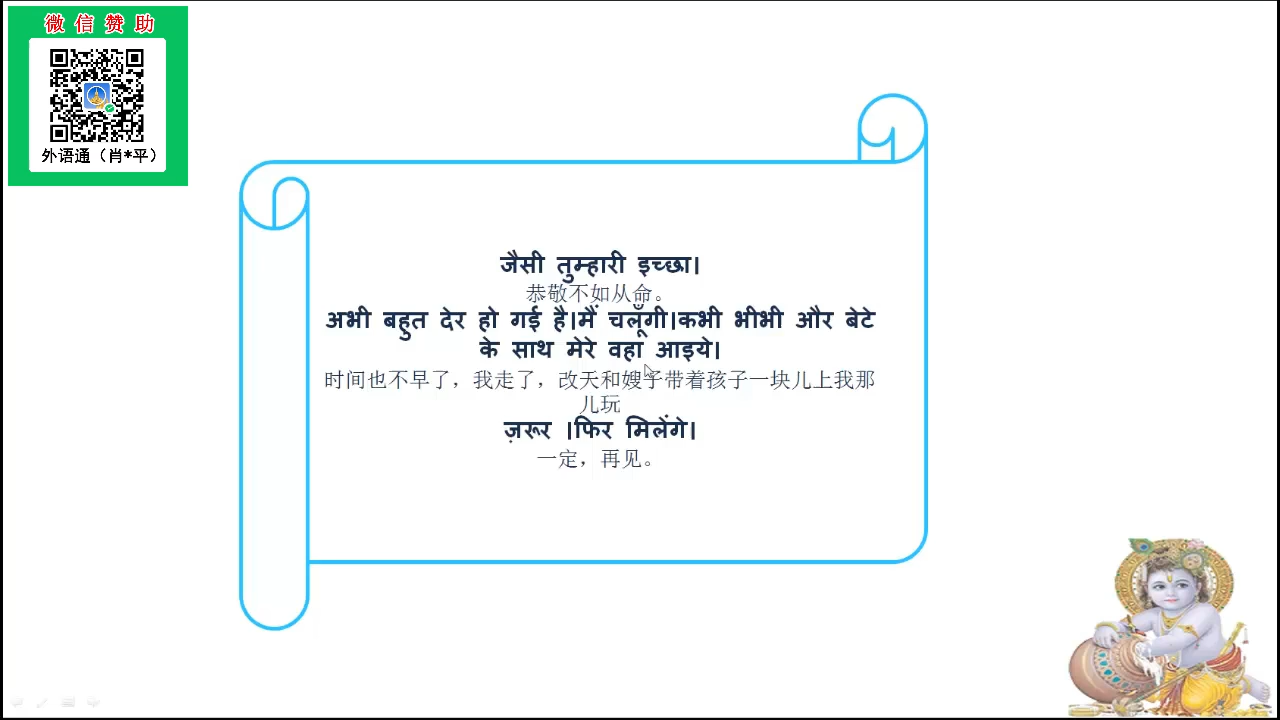 微信赞助
外语通（肖*平）
जैसी तुम्हारी इच्छा।
恭敬不如从命。
अभी बहुत देर हो गई है।मैं चलूँगी।कभी भीभी और बेटे
के साथ मेरे वहाँ आइये।
时间也不早了，我走了，改天和嫂子带着孩子一块儿上我那
儿玩
ज़रूर ।फिर मिलेंगे।
一定，再见。